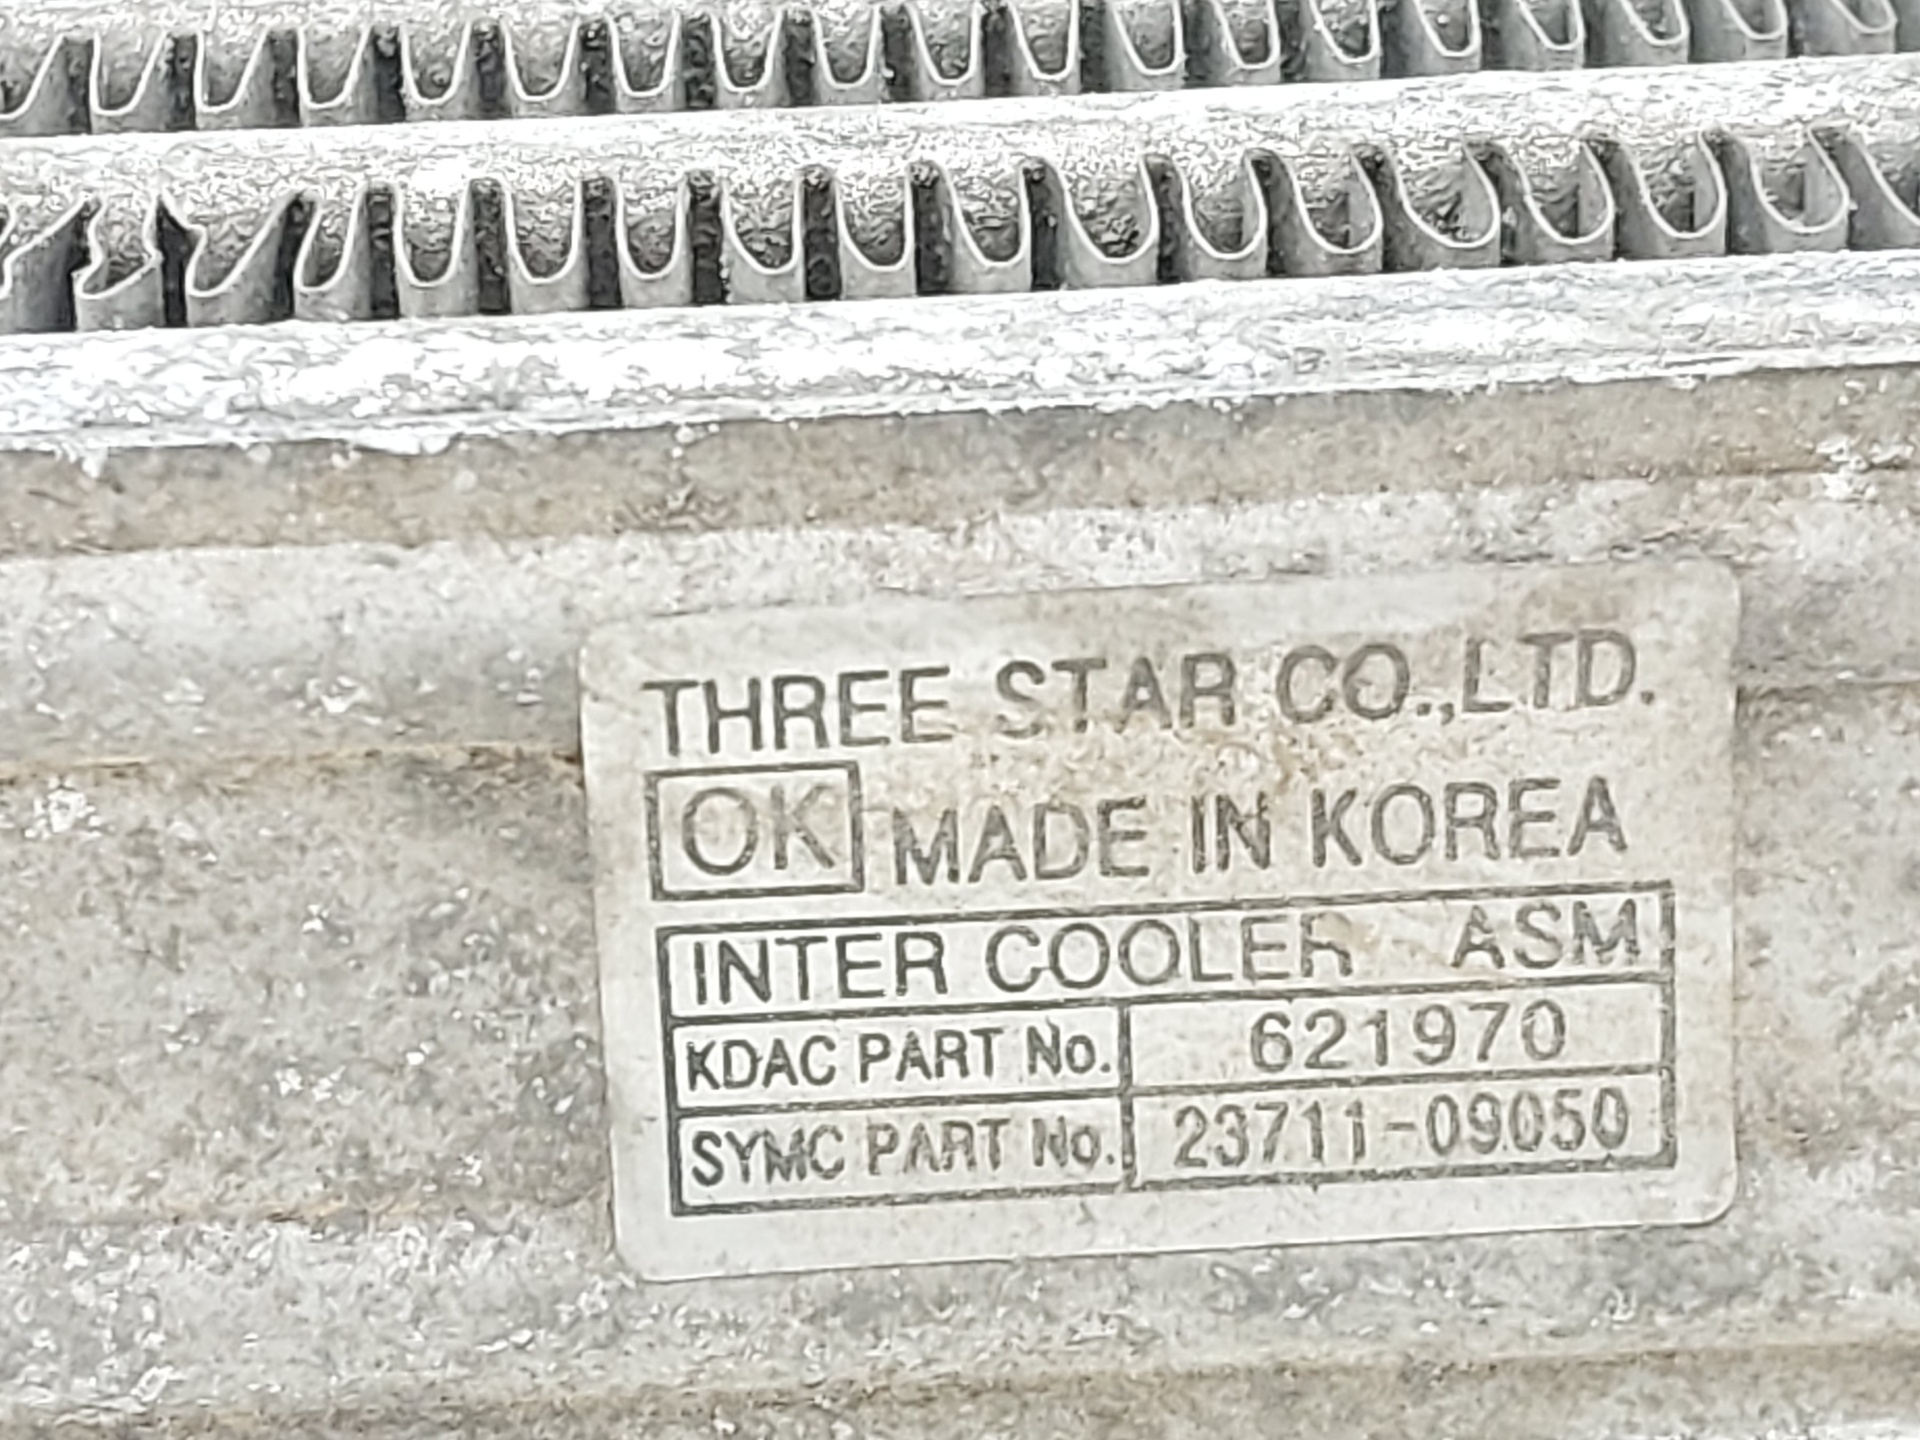 THREE STAR CO.,LTD.
OK MADE IN KOREA
INTER COOLER ASM
KDAC PART No. 621970
SYMC PART No. 23711-09050